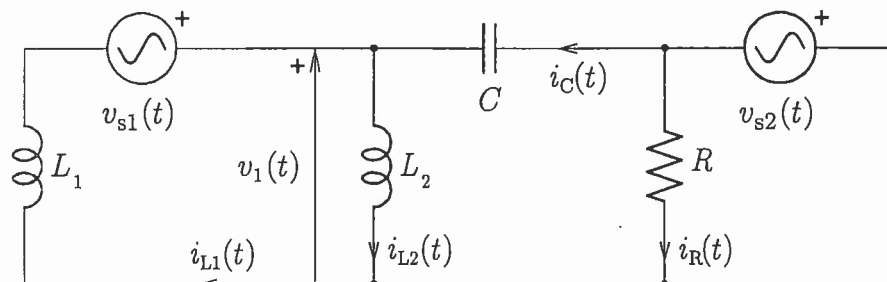 + +
v_s1(t) + C i_C(t) v_s2(t)
L_1 v_1(t) L_2 R
i_L1(t) i_L2(t) i_R(t)